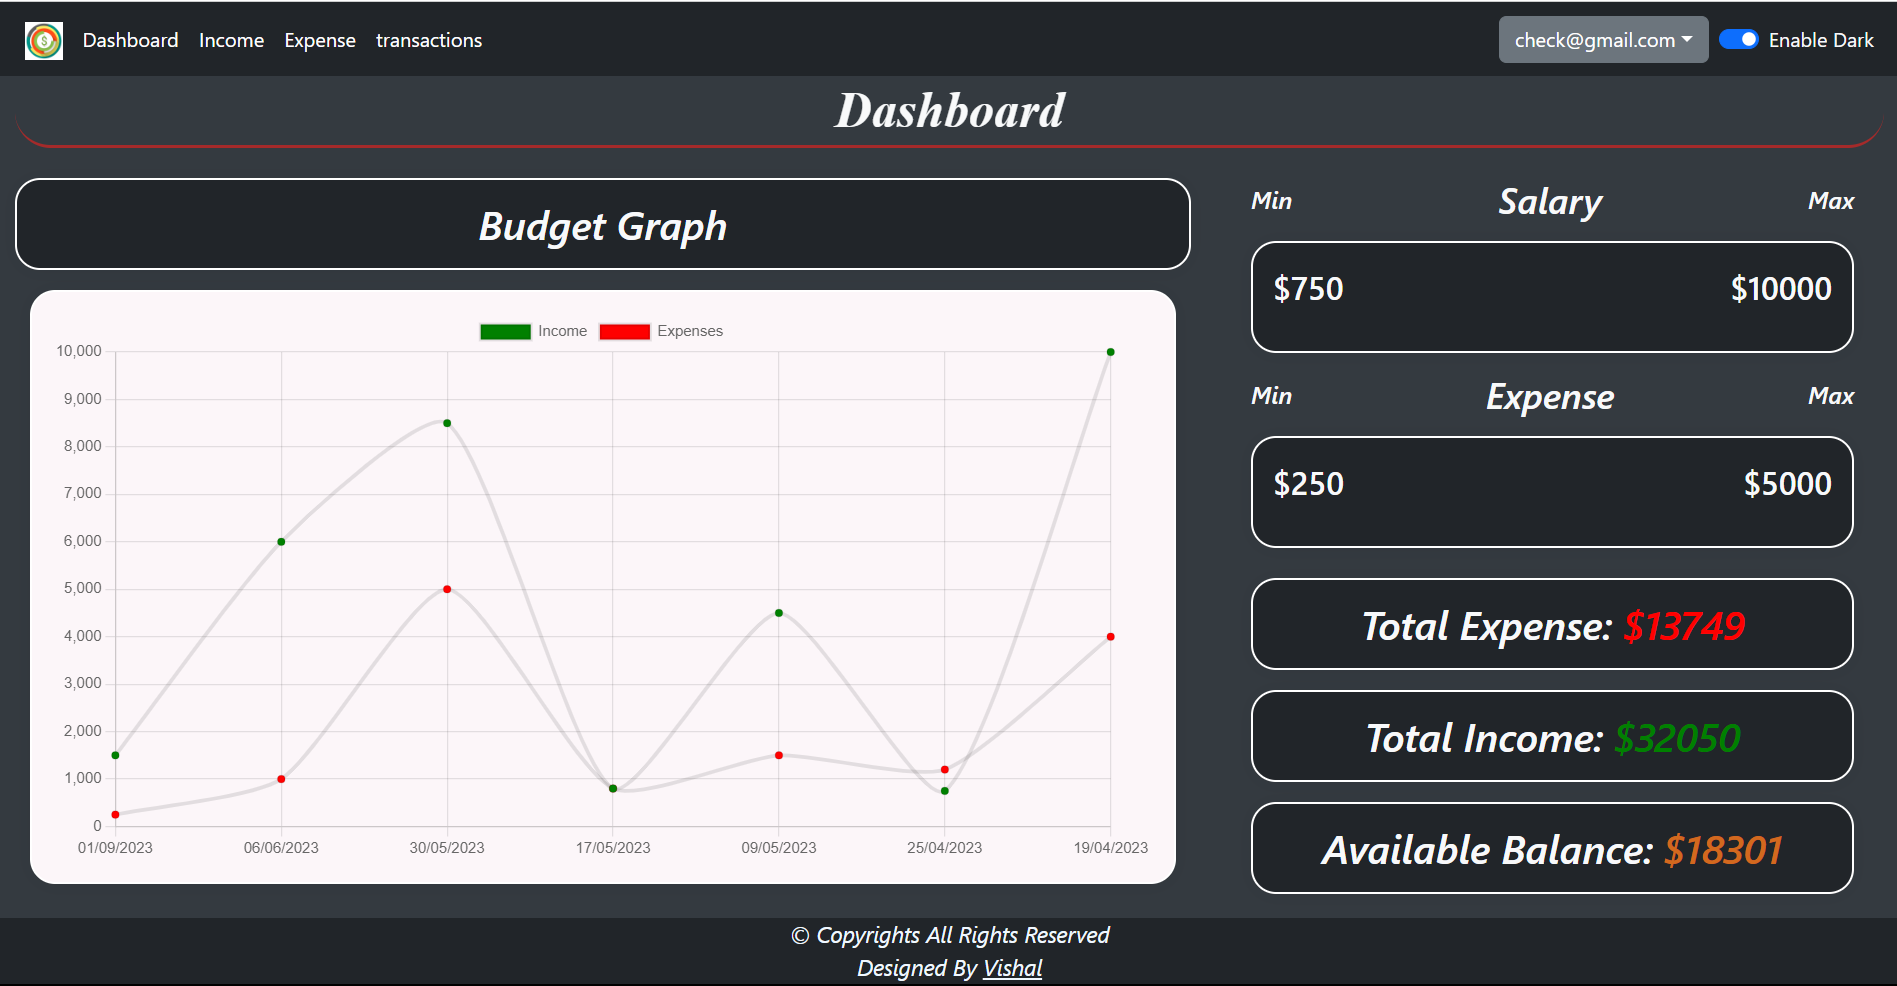 Dashboard Income Expense transactions check@gmail.com Enable Dark
Dashboard
Budget Graph
Income Expenses
10,000
9,000
8,000
7,000
6,000
5,000
4,000
3,000
2,000
1,000
0
01/09/2023 06/06/2023 30/05/2023 17/05/2023 09/05/2023 25/04/2023 19/04/2023
Min Salary Max
$750 $10000
Min Expense Max
$250 $5000
Total Expense: $13749
Total Income: $32050
Available Balance: $18301
© Copyrights All Rights Reserved
Designed By Vishal